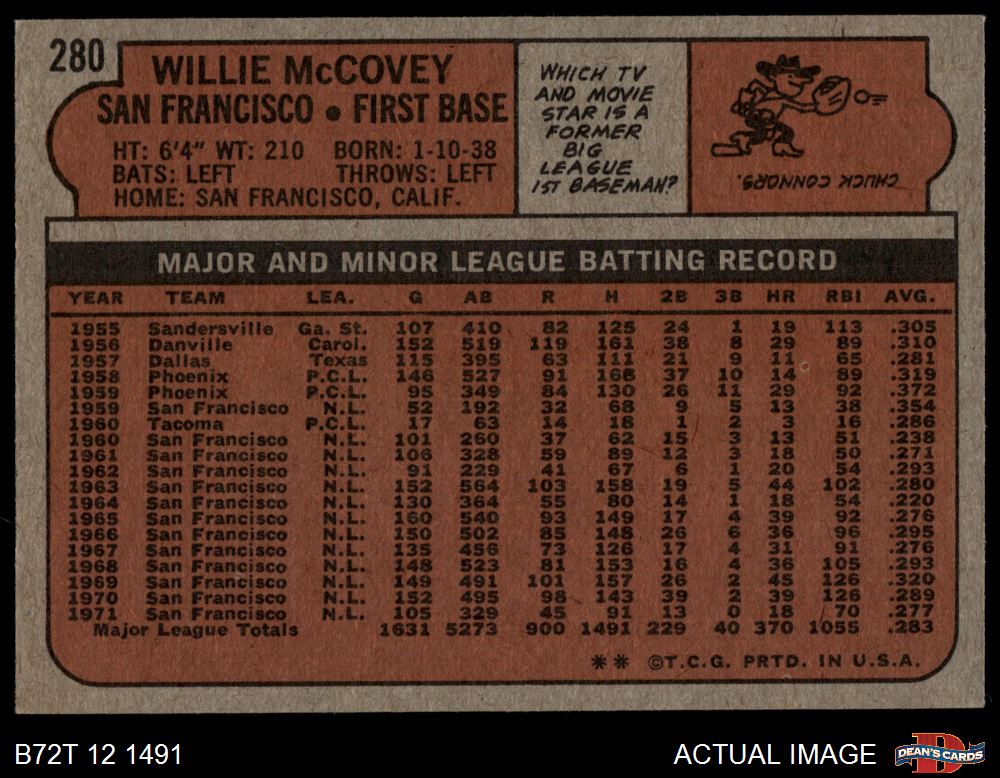 280
WILLIE McCOVEY
SAN FRANCISCO • FIRST BASE
HT: 6'4" WT: 210 BORN: 1-10-38
BATS: LEFT THROWS: LEFT
HOME: SAN FRANCISCO, CALIF.
WHICH TV
AND MOVIE
STAR IS A
FORMER
BIG
LEAGUE
1ST BASEMAN?
CHUCK CONNORS.
MAJOR AND MINOR LEAGUE BATTING RECORD
YEAR TEAM LEA. G AB R H 2B 3B HR RBI AVG.
1955 Sandersville Ga. St. 107 410 82 125 24 1 19 113 .305
1956 Danville Carol. 152 519 119 161 38 8 29 89 .310
1957 Dallas Texas 115 395 63 111 21 9 11 65 .281
1958 Phoenix P.C.L. 146 527 91 168 37 10 14 89 .319
1959 Phoenix P.C.L. 95 349 84 130 26 11 29 92 .372
1959 San Francisco N.L. 52 192 32 68 9 5 13 38 .354
1960 Tacoma P.C.L. 17 63 14 18 1 2 3 16 .286
1960 San Francisco N.L. 101 260 37 62 15 3 13 51 .238
1961 San Francisco N.L. 106 328 59 89 12 3 18 50 .271
1962 San Francisco N.L. 91 229 41 67 6 1 20 54 .293
1963 San Francisco N.L. 152 564 103 158 19 5 44 102 .280
1964 San Francisco N.L. 130 364 55 80 14 1 18 54 .220
1965 San Francisco N.L. 160 540 93 149 17 4 39 92 .276
1966 San Francisco N.L. 150 502 85 148 26 6 36 96 .295
1967 San Francisco N.L. 135 456 73 126 17 4 31 91 .276
1968 San Francisco N.L. 148 523 81 153 16 4 36 105 .293
1969 San Francisco N.L. 149 491 101 157 26 2 45 126 .320
1970 San Francisco N.L. 152 495 98 143 39 2 39 126 .289
1971 San Francisco N.L. 105 329 45 91 13 0 18 70 .277
Major League Totals 1631 5273 900 1491 229 40 370 1055 .283
** ©T.C.G. PRTD. IN U.S.A.
B72T 12 1491
ACTUAL IMAGE
DEAN'S CARDS